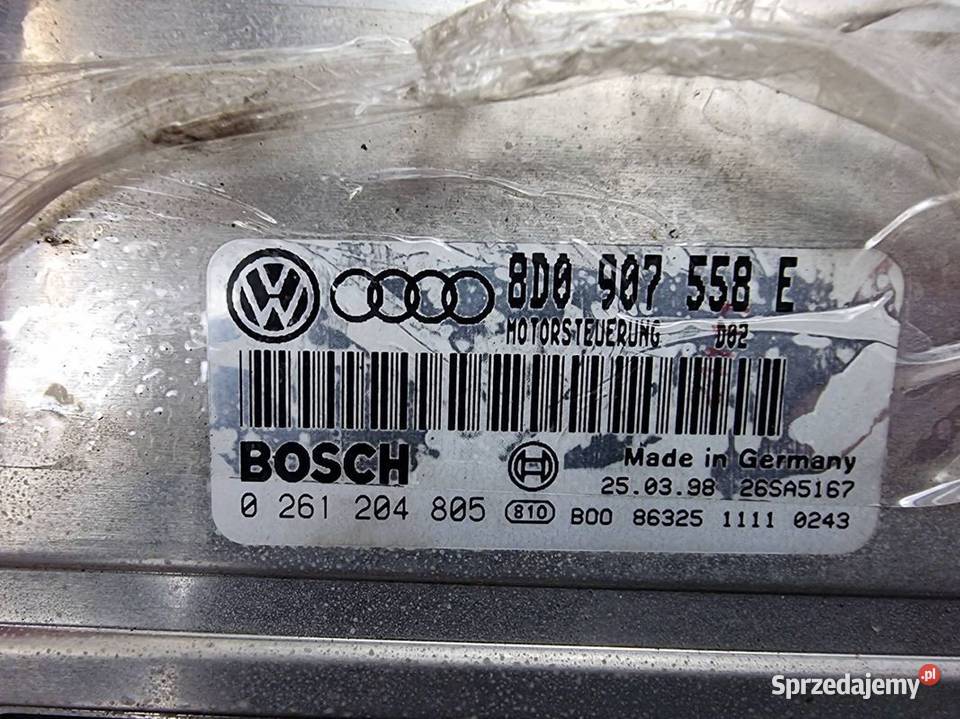 8D0 907 558 E
MOTORSTEUERUNG D02
BOSCH
Made in Germany
25.03.98 26SA5167
0 261 204 805 810 B00 86325 1111 0243
Sprzedajemy.pl